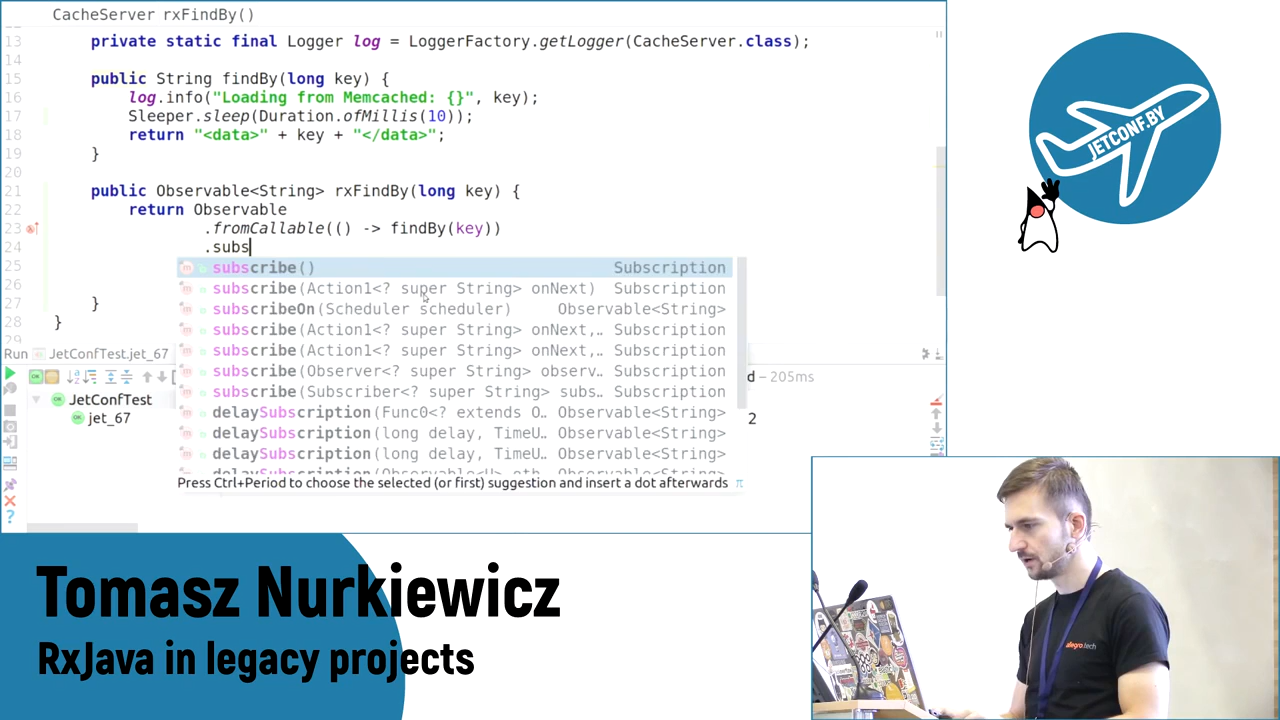 CacheServer rxFindBy()
13 private static final Logger log = LoggerFactory.getLogger(CacheServer.class);
14
15 public String findBy(long key) {
16 log.info("Loading from Memcached: {}", key);
17 Sleeper.sleep(Duration.ofMillis(10));
18 return "<data>" + key + "</data>";
19 }
20
21 public Observable<String> rxFindBy(long key) {
22 return Observable
23 .fromCallable(() -> findBy(key))
24 .subs
25 subscribe() Subscription
26 subscribe(Action1<? super String> onNext) Subscription
27 }
subscribeOn(Scheduler scheduler) Observable<String>
28 }
subscribe(Action1<? super String> onNext,.. Subscription
29
Run JetConfTest.jet_67
subscribe(Action1<? super String> onNext,.. Subscription
subscribe(Observer<? super String> observ.. Subscription
d – 205ms
subscribe(Subscriber<? super String> subs.. Subscription
JetConfTest
delaySubscription(Func0<? extends O.. Observable<String>
jet_67
2
delaySubscription(long delay, TimeU.. Observable<String>
delaySubscription(long delay, TimeU.. Observable<String>
Press Ctrl+Period to choose the selected (or first) suggestion and insert a dot afterwards π
JETCONF.BY
allegro.tech
Tomasz Nurkiewicz
RxJava in legacy projects